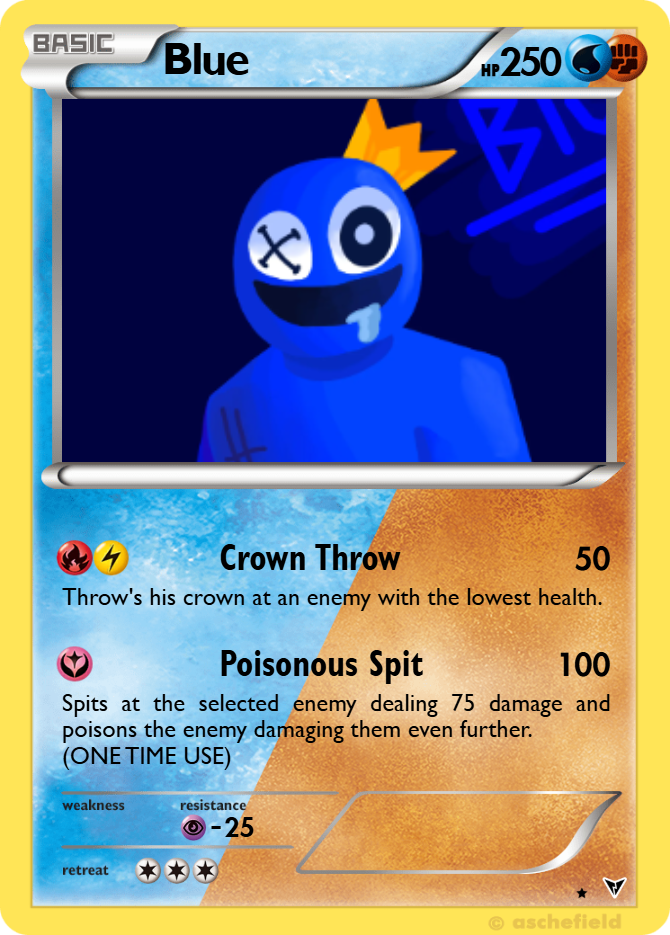 BASIC
Blue
HP250
Crown Throw 50
Throw's his crown at an enemy with the lowest health.
Poisonous Spit 100
Spits at the selected enemy dealing 75 damage and
poisons the enemy damaging them even further.
(ONE TIME USE)
weakness resistance
-25
retreat
© aschefield